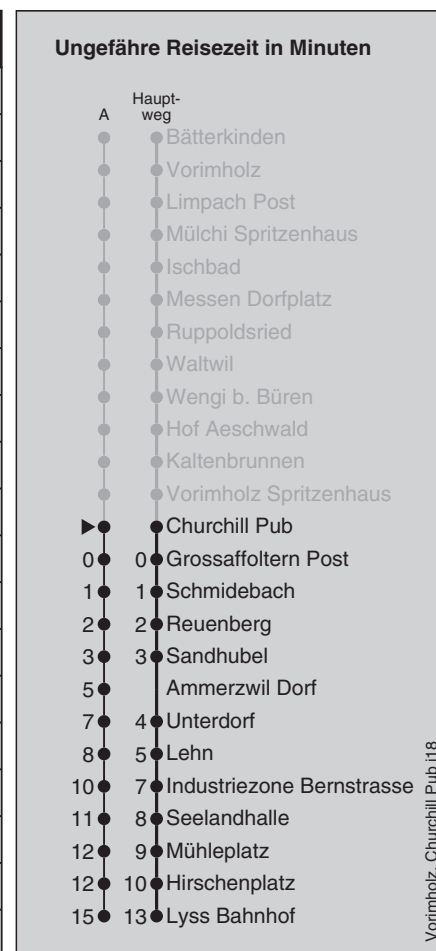 Ungefähre Reisezeit in Minuten
Haupt-
A weg
Bätterkinden
Vorimholz
Limpach Post
Mülchi Spritzenhaus
Ischbad
Messen Dorfplatz
Ruppoldsried
Waltwil
Wengi b. Büren
Hof Aeschwald
Kaltenbrunnen
Vorimholz Spritzenhaus
Churchill Pub
0 0 Grossaffoltern Post
1 1 Schmidebach
2 2 Reuenberg
3 3 Sandhubel
5 Ammerzwil Dorf
7 4 Unterdorf
8 5 Lehn
10 7 Industriezone Bernstrasse
11 8 Seelandhalle
12 9 Mühleplatz
12 10 Hirschenplatz
15 13 Lyss Bahnhof
Vorimholz, Churchill Pub j18